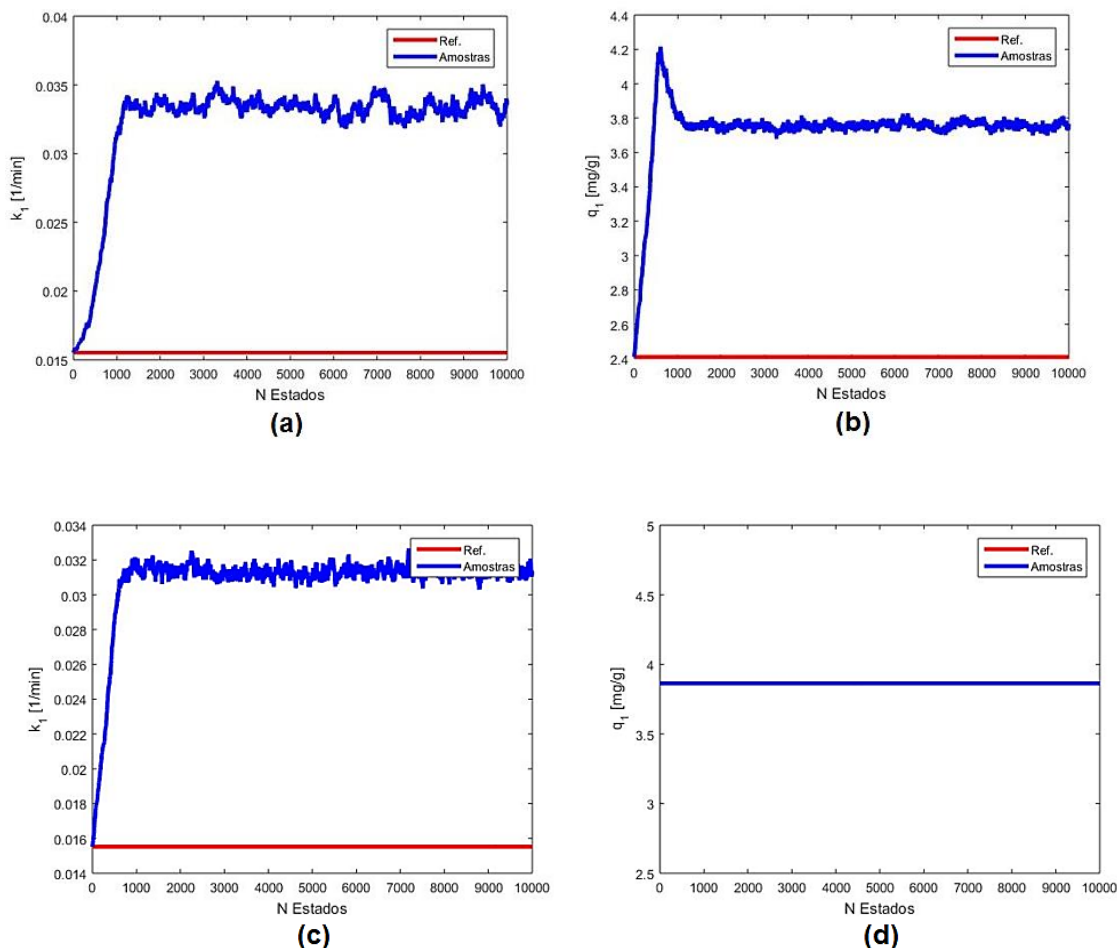 0.04
0.035
0.03
0.025
0.02
0.015
k1 [1/min]
0 1000 2000 3000 4000 5000 6000 7000 8000 9000 10000
N Estados
Ref.
Amostras
(a)
4.4
4.2
4
3.8
3.6
3.4
3.2
3
2.8
2.6
2.4
q1 [mg/g]
0 1000 2000 3000 4000 5000 6000 7000 8000 9000 10000
N Estados
Ref.
Amostras
(b)
0.034
0.032
0.03
0.028
0.026
0.024
0.022
0.02
0.018
0.016
0.014
k1 [1/min]
0 1000 2000 3000 4000 5000 6000 7000 8000 9000 10000
N Estados
Ref.
Amostras
(c)
5
4.5
4
3.5
3
2.5
q1 [mg/g]
0 1000 2000 3000 4000 5000 6000 7000 8000 9000 10000
N Estados
Ref.
Amostras
(d)